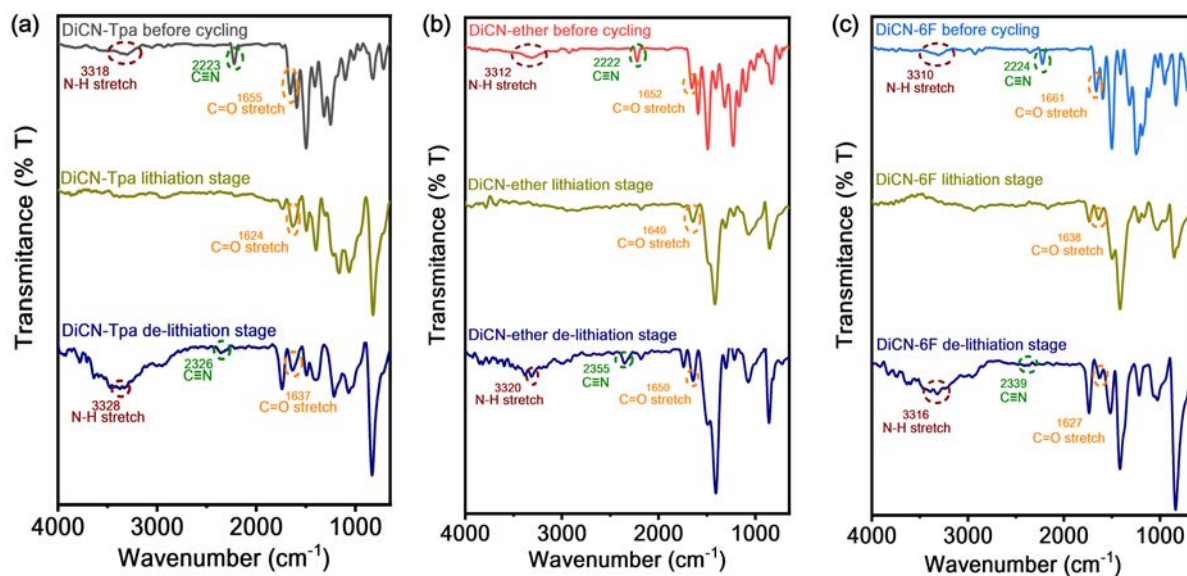 (a)
DiCN-Tpa before cycling
3318
N-H stretch
2223
C≡N
1655
C=O stretch
DiCN-Tpa lithiation stage
1624
C=O stretch
DiCN-Tpa de-lithiation stage
2326
C≡N
3328
N-H stretch
1637
C=O stretch
Transmitance (% T)
4000 3000 2000 1000
Wavenumber (cm⁻¹)
(b)
DiCN-ether before cycling
3312
N-H stretch
2222
C≡N
1652
C=O stretch
DiCN-ether lithiation stage
1640
C=O stretch
DiCN-ether de-lithiation stage
3320
N-H stretch
2355
C≡N
1650
C=O stretch
Transmitance (% T)
4000 3000 2000 1000
Wavenumber (cm⁻¹)
(c)
DiCN-6F before cycling
3310
N-H stretch
2224
C≡N
1661
C=O stretch
DiCN-6F lithiation stage
1638
C=O stretch
DiCN-6F de-lithiation stage
3316
N-H stretch
2339
C≡N
1627
C=O stretch
Transmitance (% T)
4000 3000 2000 1000
Wavenumber (cm⁻¹)